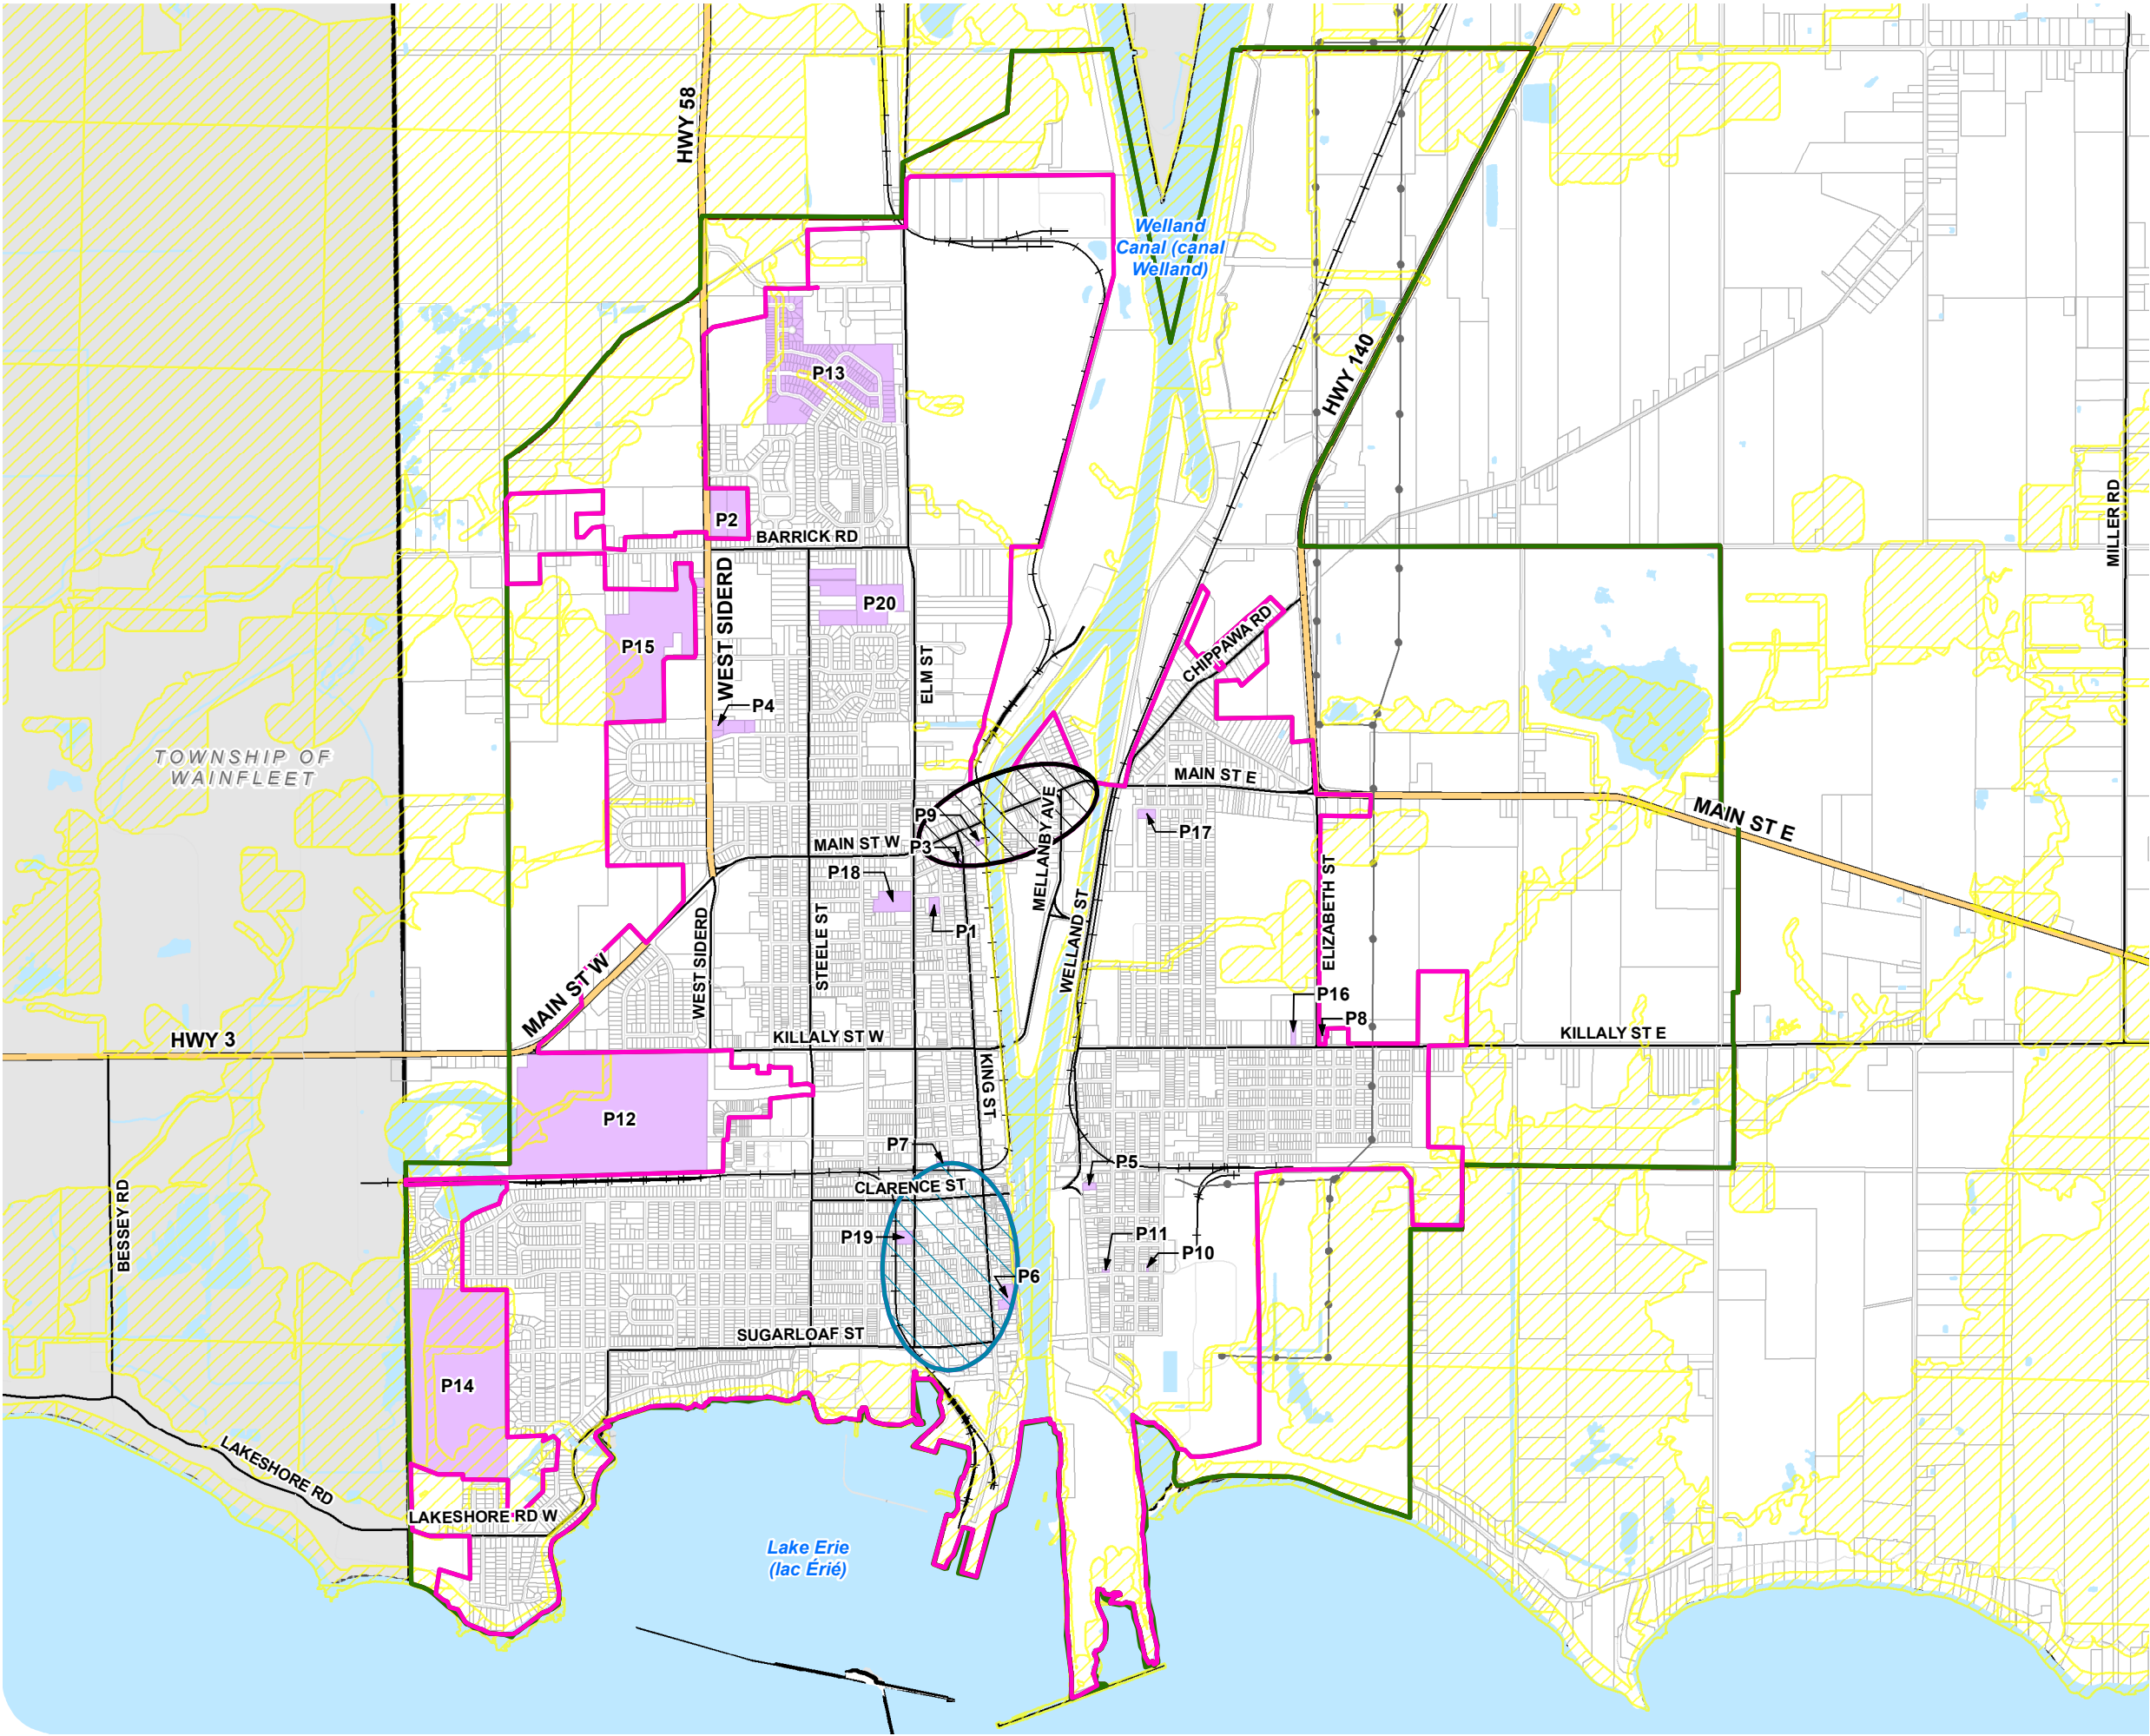 HWY 58
Welland
Canal (canal
Welland)
HWY 140
P13
MILLER RD
P2
BARRICK RD
WEST SIDERD
P20
CHIPPAWA RD
P15
ELM ST
P4
TOWNSHIP OF
WAINFLEET
MAIN ST E
MELLANBY AVE
P9
MAIN ST E
P17
MAIN ST W
P3
P18
ELIZABETH ST
P1
STEELE ST
WEST SIDERD
WELLAND ST
MAIN ST W
P16
P8
HWY 3
KILLALY ST W
KILLALY ST E
KING ST
P12
P7
P5
CLARENCE ST
BESSEY RD
P19
P11
P10
P6
SUGARLOAF ST
P14
LAKESHORE RD
LAKESHORE RD W
Lake Erie
(lac Érié)